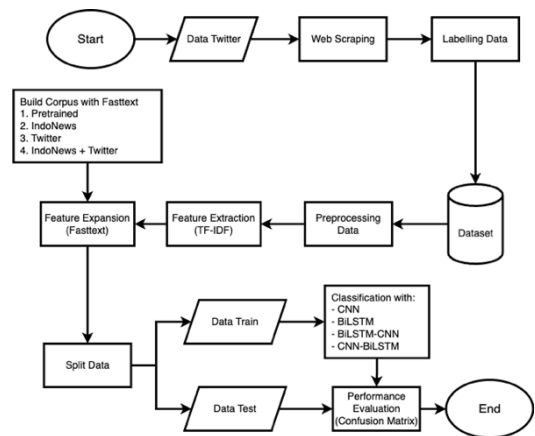 Start
Data Twitter
Web Scraping
Labelling Data
Build Corpus with Fasttext
1. Pretrained
2. IndoNews
3. Twitter
4. IndoNews + Twitter
Feature Expansion
(Fasttext)
Feature Extraction
(TF-IDF)
Preprocessing
Data
Dataset
Split Data
Data Train
Classification with:
- CNN
- BiLSTM
- BiLSTM-CNN
- CNN-BiLSTM
Data Test
Performance
Evaluation
(Confusion Matrix)
End